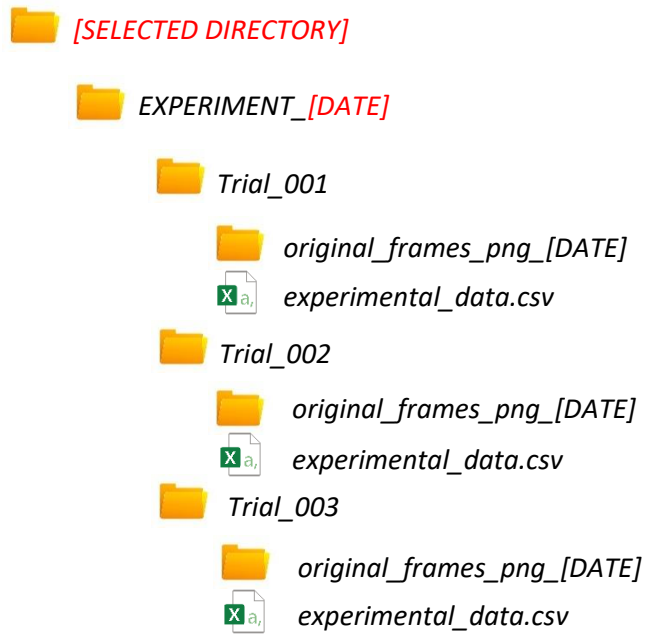 [SELECTED DIRECTORY]
EXPERIMENT_[DATE]
Trial_001
original_frames_png_[DATE]
X a, experimental_data.csv
Trial_002
original_frames_png_[DATE]
X a, experimental_data.csv
Trial_003
original_frames_png_[DATE]
X a, experimental_data.csv